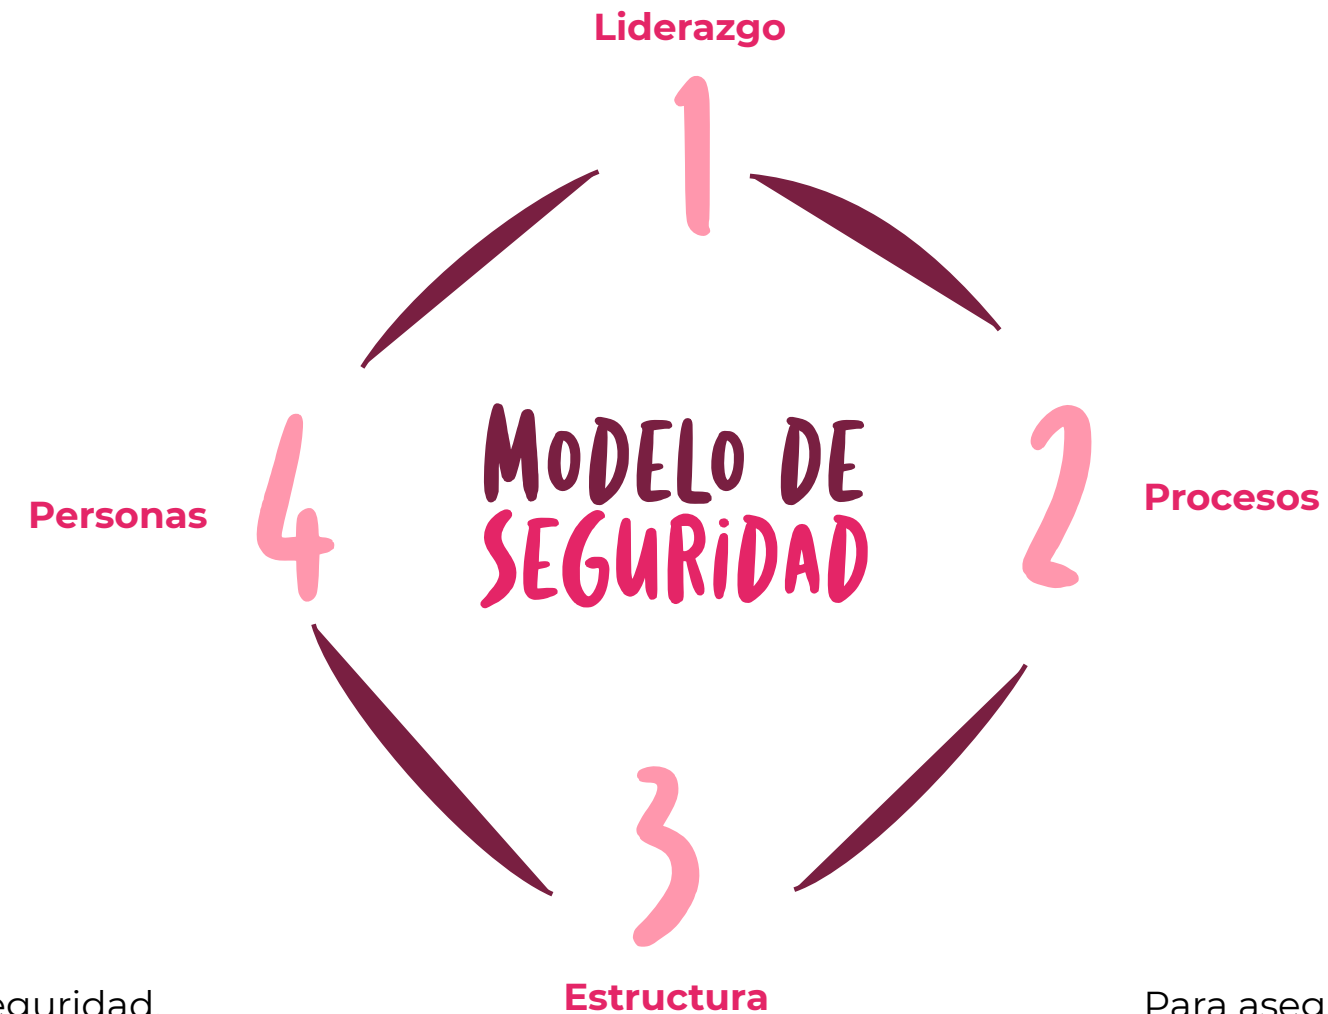 Liderazgo
1
4
MODELO DE
SEGURIDAD
2
Procesos
Personas
3
Estructura